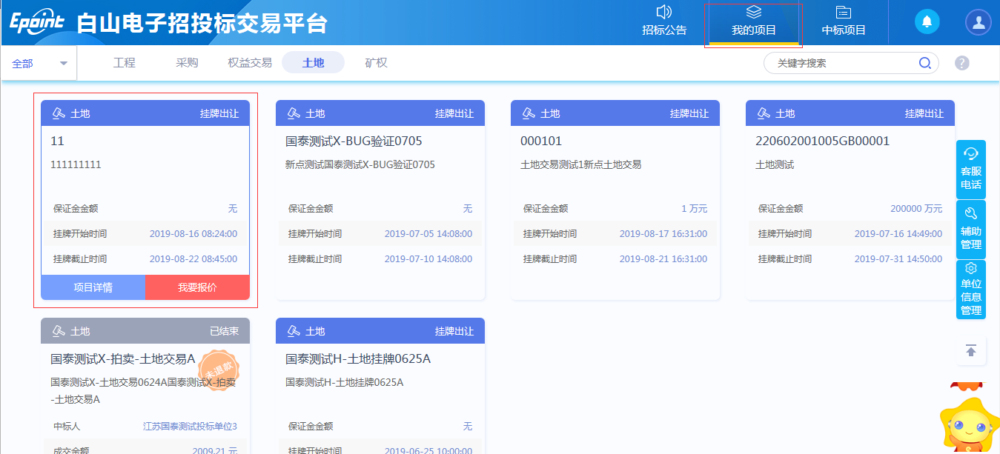 Epoint 白山电子招投标交易平台
招标公告
我的项目
中标项目
全部
工程
采购
权益交易
土地
矿权
关键字搜索
?
土地 挂牌出让
11
111111111
保证金金额 无
挂牌开始时间 2019-08-16 08:24:00
挂牌截止时间 2019-08-22 08:45:00
项目详情 我要报价
土地 挂牌出让
国泰测试X-BUG验证0705
新点测试国泰测试X-BUG验证0705
保证金金额 无
挂牌开始时间 2019-07-05 14:08:00
挂牌截止时间 2019-07-10 14:08:00
土地 挂牌出让
000101
土地交易测试1新点土地交易
保证金金额 1 万元
挂牌开始时间 2019-08-17 16:31:00
挂牌截止时间 2019-08-21 16:31:00
土地 挂牌出让
220602001005GB00001
土地测试
保证金金额 200000 万元
挂牌开始时间 2019-07-16 14:49:00
挂牌截止时间 2019-07-31 14:50:00
客服
电话
辅助
管理
单位
信息
管理
土地 已结束
国泰测试X-拍卖-土地交易A
未退款
国泰测试X-土地交易0624A国泰测试X-拍卖
-土地交易A
中标人 江苏国泰测试投标单位3
成交金额 2009.21 元
土地 挂牌出让
国泰测试H-土地挂牌0625A
国泰测试H-土地挂牌0625A
保证金金额 无
挂牌开始时间 2019-06-25 10:00:00